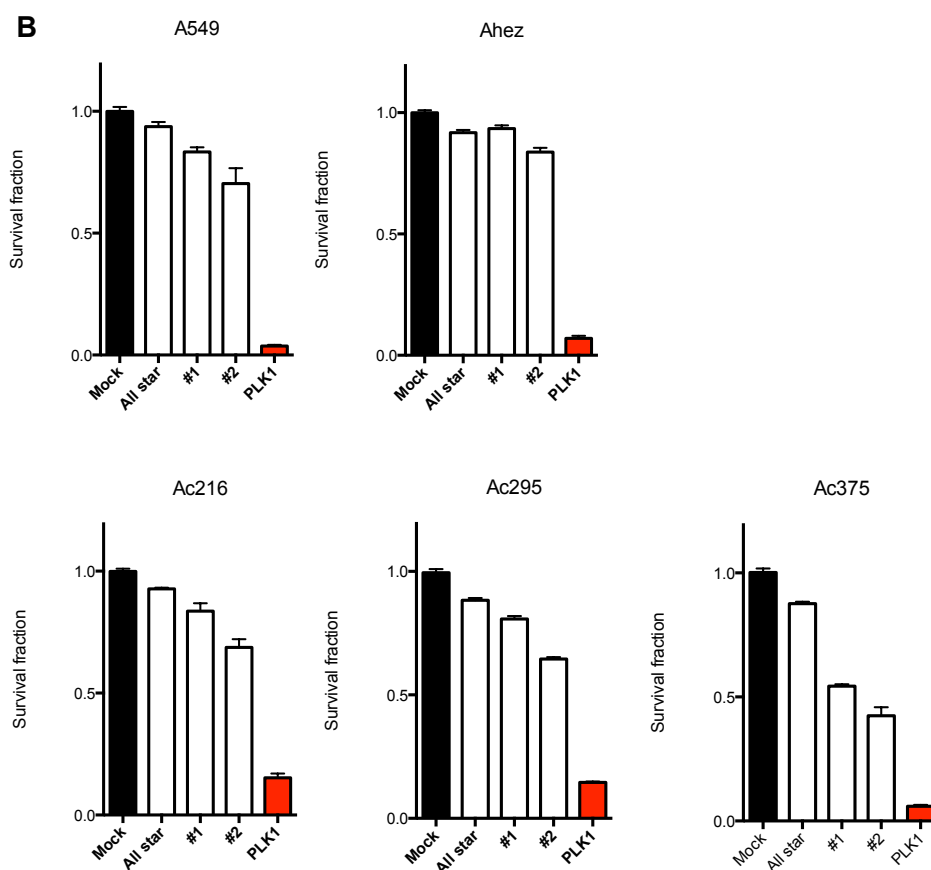 B
A549
Ahez
Survival fraction
1.0
0.5
0.0
Mock
All star
#1
#2
PLK1
Survival fraction
1.0
0.5
0.0
Mock
All star
#1
#2
PLK1
Ac216
Ac295
Ac375
Survival fraction
1.0
0.5
0.0
Mock
All star
#1
#2
PLK1
Survival fraction
1.0
0.5
0.0
Mock
All star
#1
#2
PLK1
Survival fraction
1.0
0.5
0.0
Mock
All star
#1
#2
PLK1